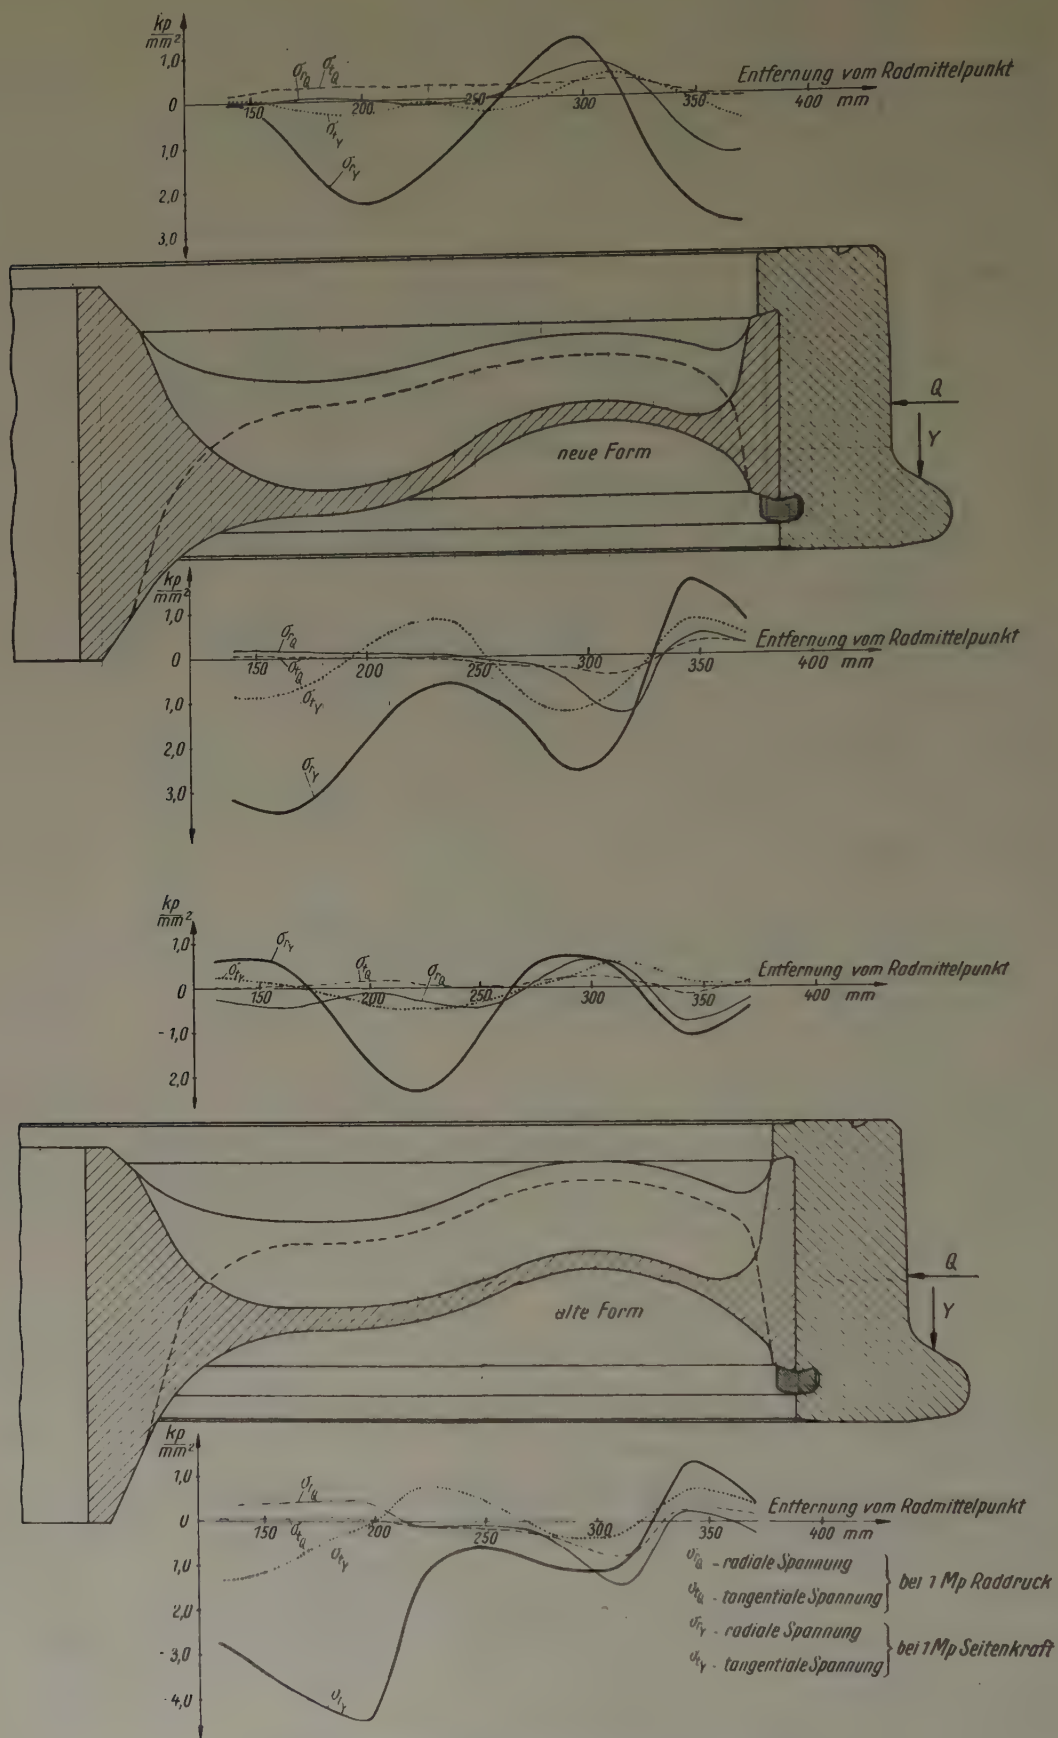 kp
mm²
1,0
0
1,0
2,0
3,0
σrQ
σtQ
σtY
σrY
150
200
250
300
350
400 mm
Entfernung vom Radmittelpunkt
neue Form
Q
Y
kp
mm²
1,0
0
1,0
2,0
3,0
σrQ
σtQ
σtY
σrY
150
200
250
300
350
400 mm
Entfernung vom Radmittelpunkt
kp
mm²
1,0
0
-1,0
2,0
σrY
σtY
σtQ
σrQ
150
200
250
300
350
400 mm
Entfernung vom Radmittelpunkt
alte Form
Q
Y
kp
mm²
1,0
0
1,0
2,0
-3,0
-4,0
σrQ
σtQ
σtY
σrY
150
200
250
300
350
400 mm
Entfernung vom Radmittelpunkt
σrQ - radiale Spannung
σtQ - tangentiale Spannung
bei 1 Mp Raddruck
σrY - radiale Spannung
σtY - tangentiale Spannung
bei 1 Mp Seitenkraft